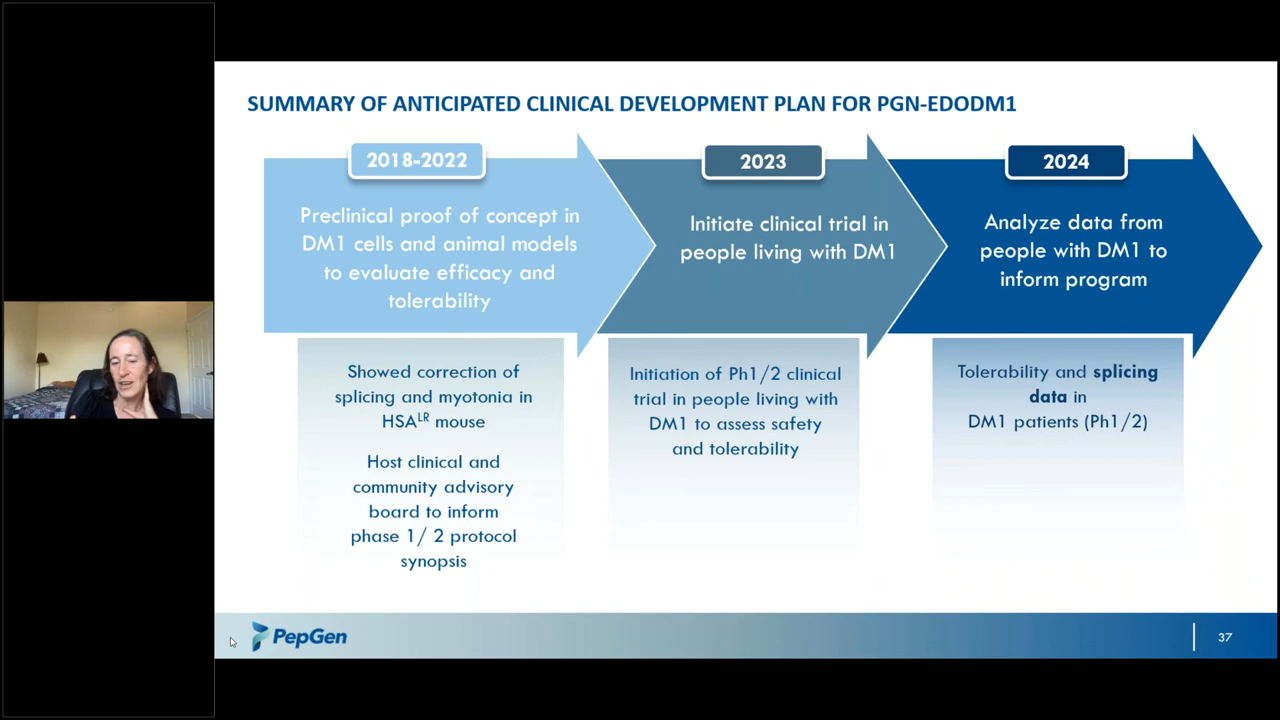 SUMMARY OF ANTICIPATED CLINICAL DEVELOPMENT PLAN FOR PGN-EDODM1
2018-2022
Preclinical proof of concept in
DM1 cells and animal models
to evaluate efficacy and
tolerability
Showed correction of
splicing and myotonia in
HSALR mouse
Host clinical and
community advisory
board to inform
phase 1/ 2 protocol
synopsis
2023
Initiate clinical trial in
people living with DM1
Initiation of Ph1/2 clinical
trial in people living with
DM1 to assess safety
and tolerability
2024
Analyze data from
people with DM1 to
inform program
Tolerability and splicing
data in
DM1 patients (Ph1/2)
PepGen
37